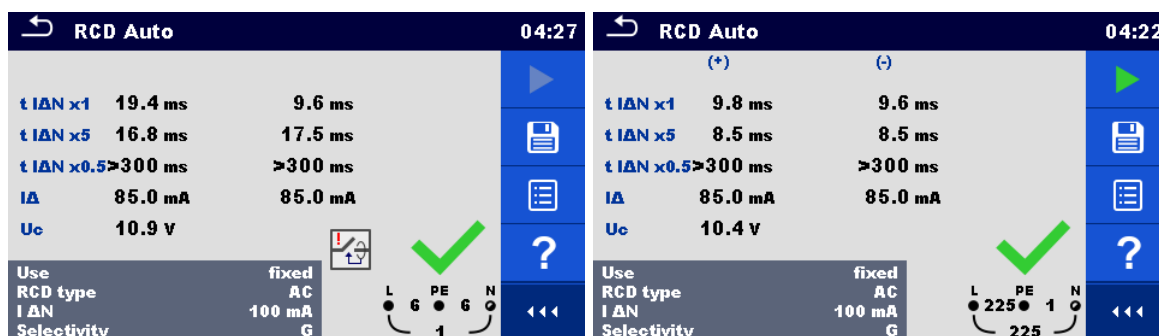 RCD Auto 04:27
t IΔN x1 19.4 ms 9.6 ms
t IΔN x5 16.8 ms 17.5 ms
t IΔN x0.5 >300 ms >300 ms
IΔ 85.0 mA 85.0 mA
Uc 10.9 V
Use fixed
RCD type AC
I ΔN 100 mA
Selectivity G
L PE N
6 6
1
?
RCD Auto 04:22
(+) (-)
t IΔN x1 9.8 ms 9.6 ms
t IΔN x5 8.5 ms 8.5 ms
t IΔN x0.5 >300 ms >300 ms
IΔ 85.0 mA 85.0 mA
Uc 10.4 V
Use fixed
RCD type AC
I ΔN 100 mA
Selectivity G
L PE N
225 1
225
?